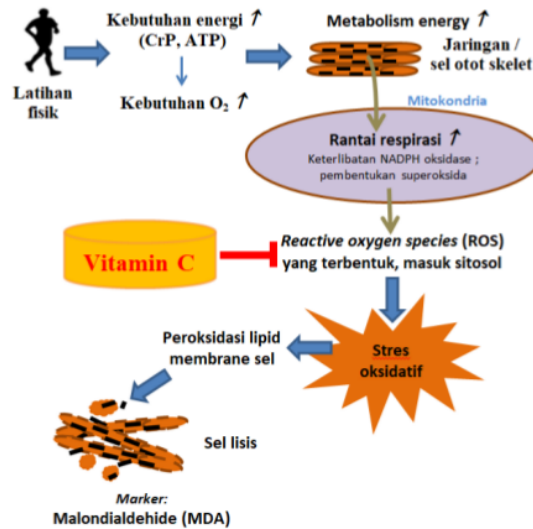 Latihan
fisik
Kebutuhan energi ↑
(CrP, ATP)
Kebutuhan O₂ ↑
Metabolism energy ↑
Jaringan /
sel otot skelet
Mitokondria
Rantai respirasi ↑
Keterlibatan NADPH oksidase ;
pembentukan superoksida
Vitamin C
Reactive oxygen species (ROS)
yang terbentuk, masuk sitosol
Stres
oksidatif
Peroksidasi lipid
membrane sel
Sel lisis
Marker:
Malondialdehide (MDA)